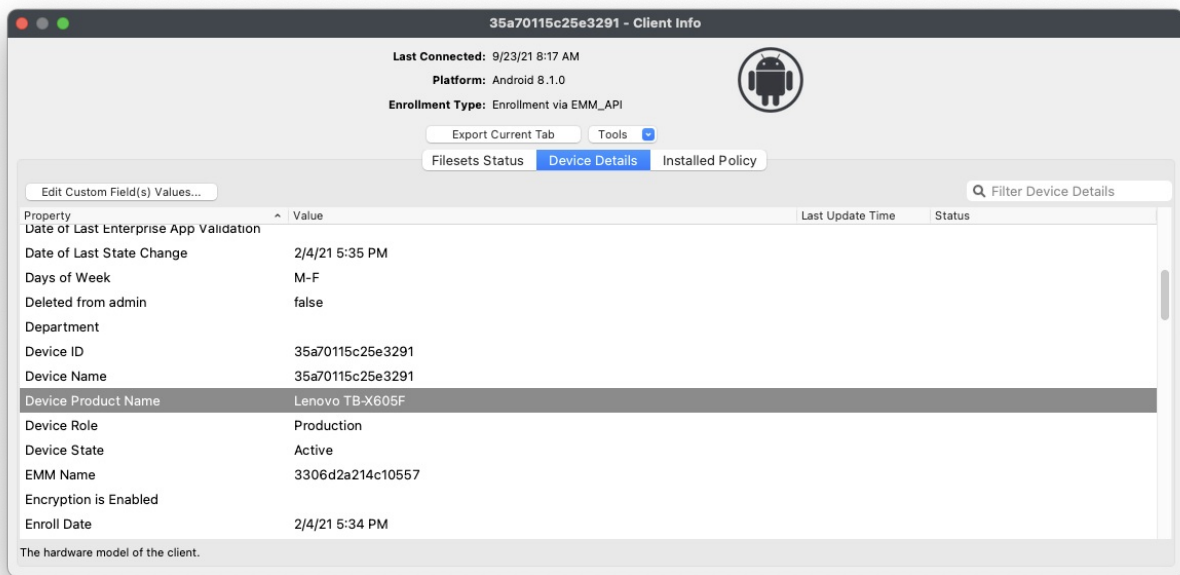 35a70115c25e3291 - Client Info
Last Connected: 9/23/21 8:17 AM
Platform: Android 8.1.0
Enrollment Type: Enrollment via EMM_API
Export Current Tab Tools
Filesets Status Device Details Installed Policy
Edit Custom Field(s) Values... Filter Device Details
Property Value Last Update Time Status
Date of Last Enterprise App Validation
Date of Last State Change 2/4/21 5:35 PM
Days of Week M-F
Deleted from admin false
Department
Device ID 35a70115c25e3291
Device Name 35a70115c25e3291
Device Product Name Lenovo TB-X605F
Device Role Production
Device State Active
EMM Name 3306d2a214c10557
Encryption is Enabled
Enroll Date 2/4/21 5:34 PM
The hardware model of the client.